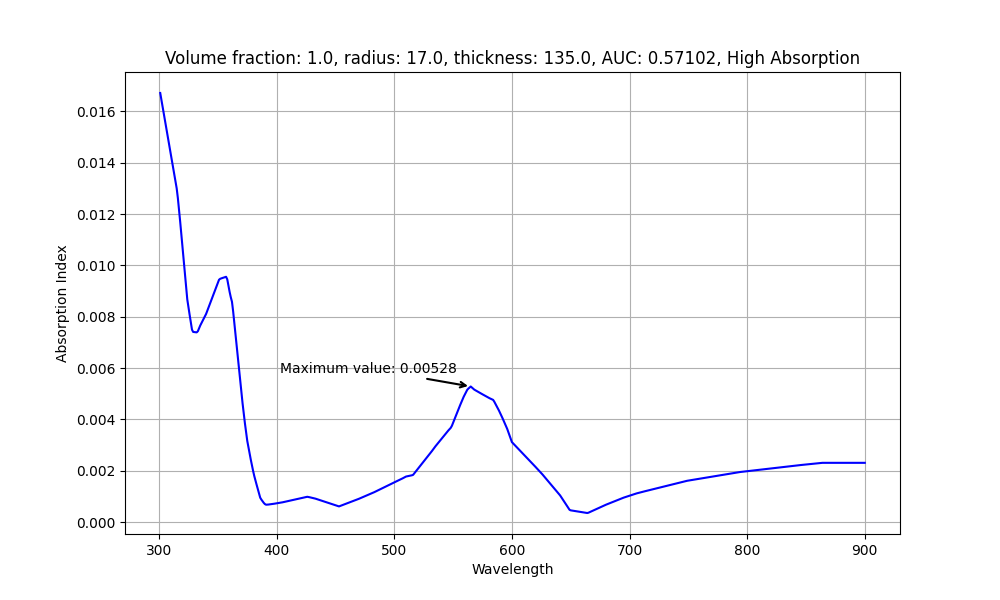 Volume fraction: 1.0, radius: 17.0, thickness: 135.0, AUC: 0.57102, High Absorption
0.016
0.014
0.012
0.010
0.008
0.006
0.004
0.002
0.000
Absorption Index
Maximum value: 0.00528
300 400 500 600 700 800 900
Wavelength